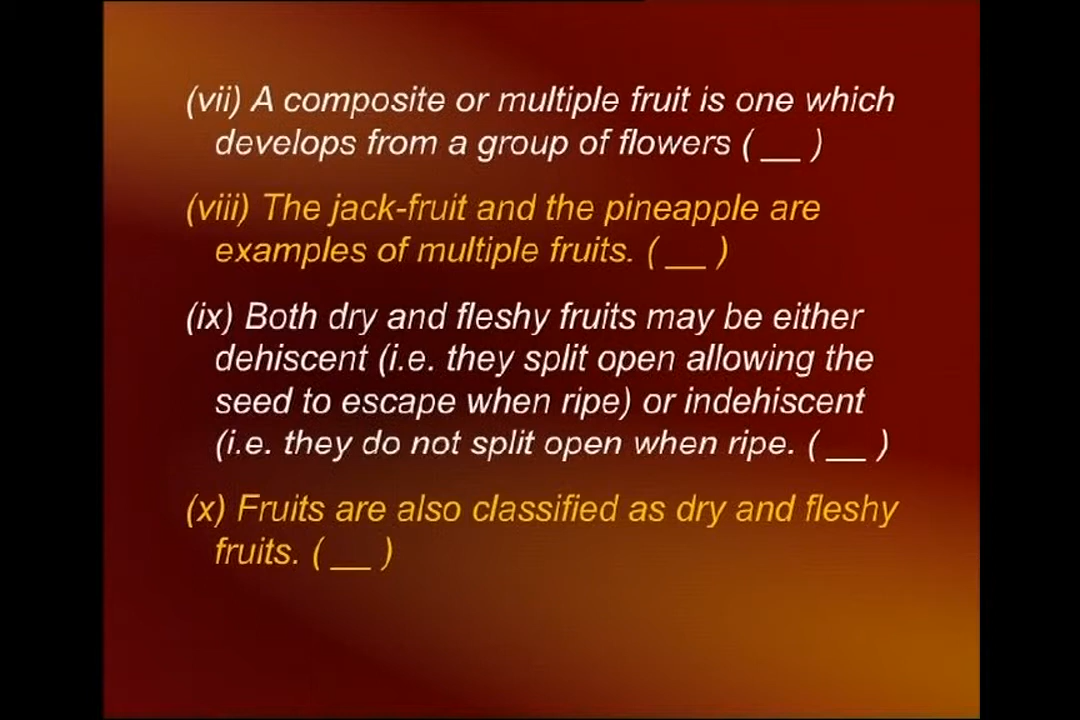 (vii) A composite or multiple fruit is one which
develops from a group of flowers ( __ )
(viii) The jack-fruit and the pineapple are
examples of multiple fruits. ( __ )
(ix) Both dry and fleshy fruits may be either
dehiscent (i.e. they split open allowing the
seed to escape when ripe) or indehiscent
(i.e. they do not split open when ripe. ( __ )
(x) Fruits are also classified as dry and fleshy
fruits. ( __ )